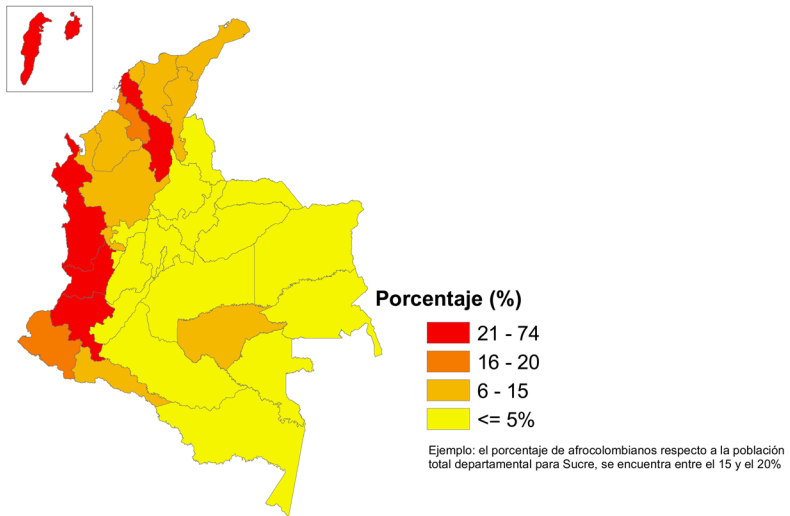 Porcentaje (%)
21 - 74
16 - 20
6 - 15
<= 5%
Ejemplo: el porcentaje de afrocolombianos respecto a la población
total departamental para Sucre, se encuentra entre el 15 y el 20%